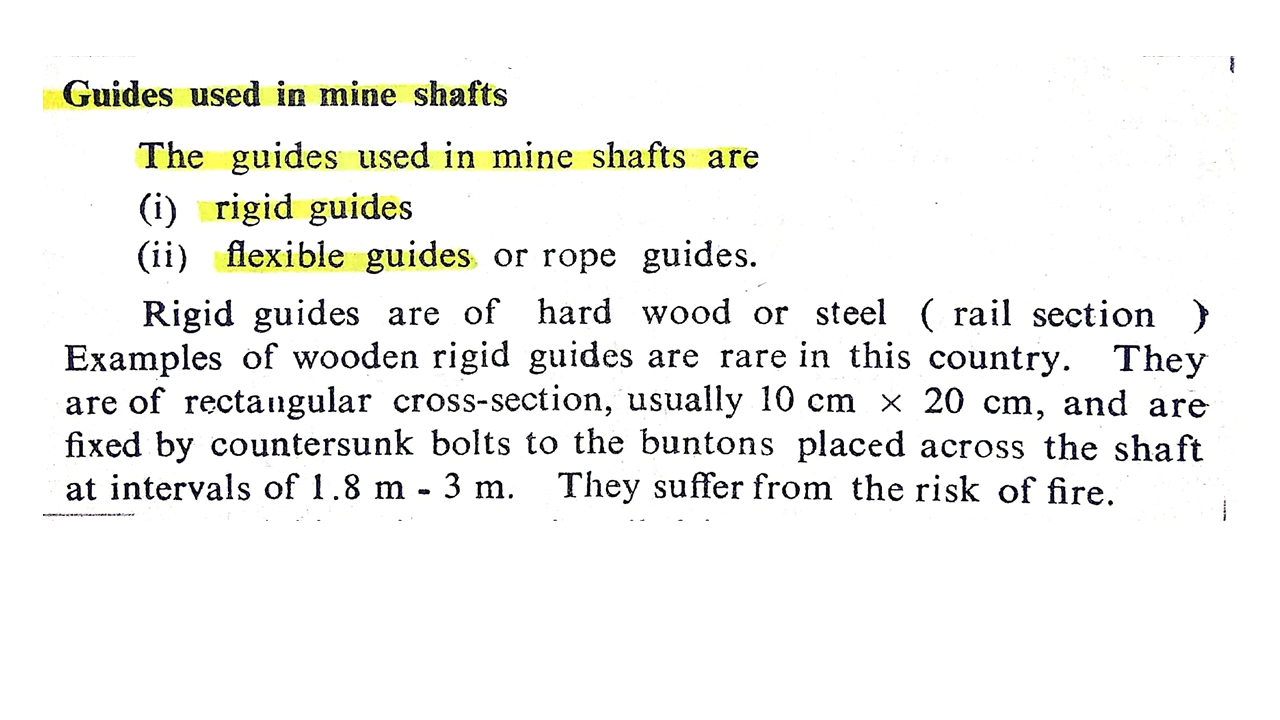 Guides used in mine shafts
The guides used in mine shafts are
(i) rigid guides
(ii) flexible guides or rope guides.
Rigid guides are of hard wood or steel ( rail section )
Examples of wooden rigid guides are rare in this country. They
are of rectangular cross-section, usually 10 cm × 20 cm, and are
fixed by countersunk bolts to the buntons placed across the shaft
at intervals of 1.8 m - 3 m. They suffer from the risk of fire.